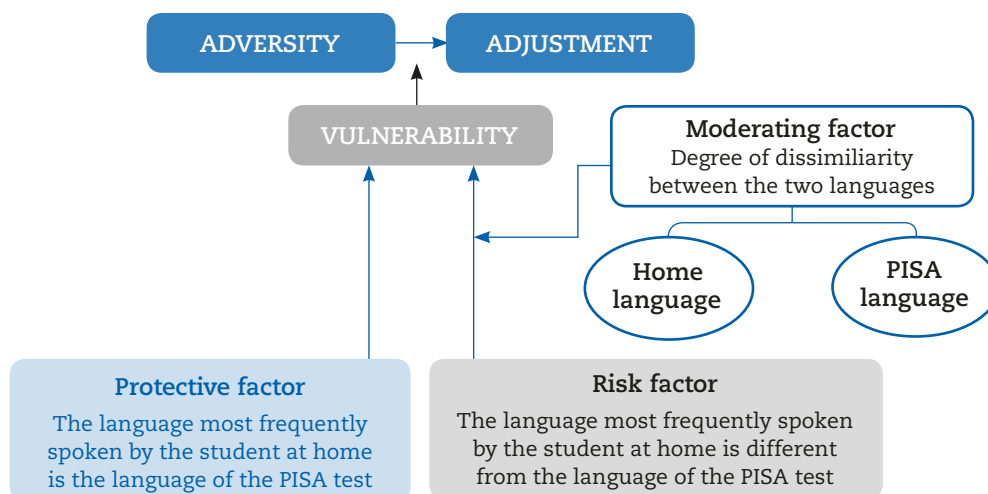 ADVERSITY
ADJUSTMENT
VULNERABILITY
Moderating factor
Degree of dissimiliarity
between the two languages
Home
language
PISA
language
Protective factor
The language most frequently
spoken by the student at home
is the language of the PISA test
Risk factor
The language most frequently spoken
by the student at home is different
from the language of the PISA test